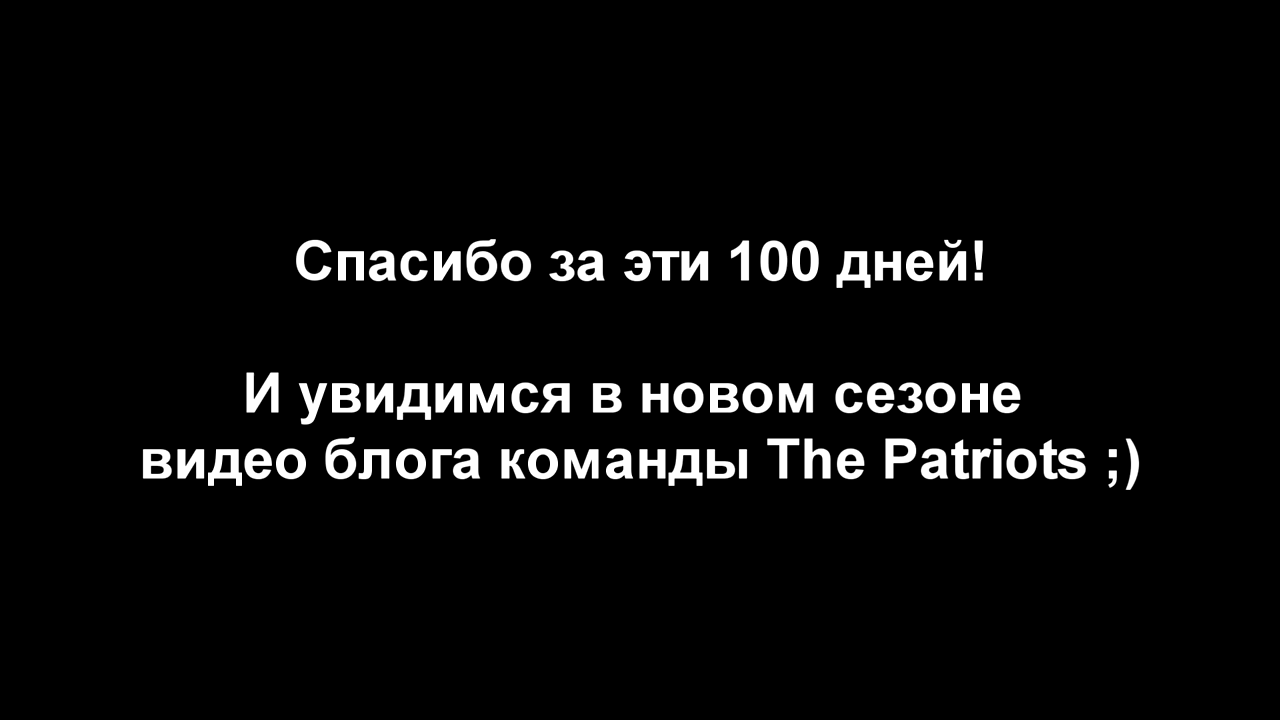 Спасибо за эти 100 дней!
И увидимся в новом сезоне
видео блога команды The Patriots ;)